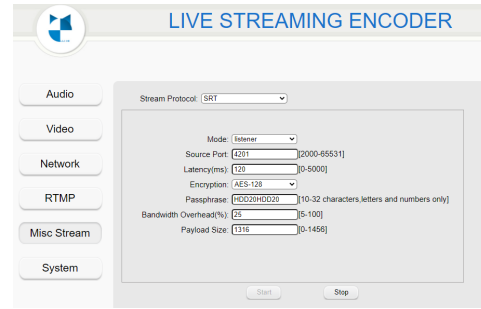 LIVE STREAMING ENCODER
Audio
Video
Network
RTMP
Misc Stream
System
Stream Protocol: SRT
Mode: listener
Source Port: 4201 [2000-65531]
Latency(ms): 120 [0-5000]
Encryption: AES-128
Passphrase: HDD20HDD20 [10-32 characters,letters and numbers only]
Bandwidth Overhead(%): 25 [5-100]
Payload Size: 1316 [0-1456]
Start Stop